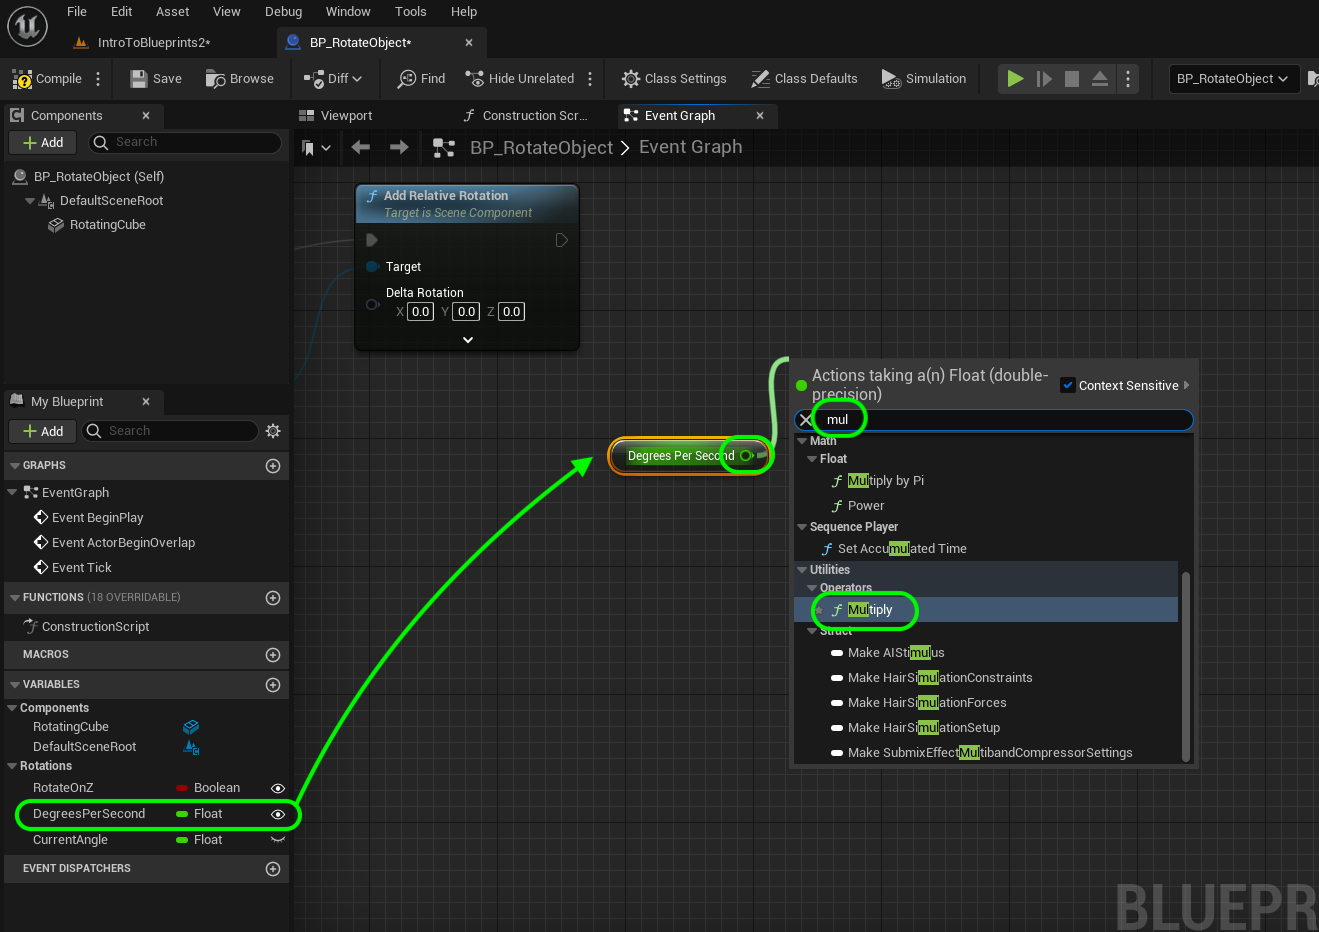 File Edit Asset View Debug Window Tools Help
IntroToBlueprints2*
BP_RotateObject*
Compile
Save
Browse
Diff
Find
Hide Unrelated
Class Settings
Class Defaults
Simulation
BP_RotateObject
Components
Add
Search
BP_RotateObject (Self)
DefaultSceneRoot
RotatingCube
Viewport
Construction Scr...
Event Graph
BP_RotateObject > Event Graph
Add Relative Rotation
Target is Scene Component
Target
Delta Rotation
X 0.0 Y 0.0 Z 0.0
Degrees Per Second
Actions taking a(n) Float (double-
precision)
Context Sensitive
mul
Math
Float
Multiply by Pi
Power
Sequence Player
Set Accumulated Time
Utilities
Operators
Multiply
Struct
Make AIStimulus
Make HairSimulationConstraints
Make HairSimulationForces
Make HairSimulationSetup
Make SubmixEffectMultibandCompressorSettings
My Blueprint
Add
Search
GRAPHS
EventGraph
Event BeginPlay
Event ActorBeginOverlap
Event Tick
FUNCTIONS (18 OVERRIDABLE)
ConstructionScript
MACROS
VARIABLES
Components
RotatingCube
DefaultSceneRoot
Rotations
RotateOnZ Boolean
DegreesPerSecond Float
CurrentAngle Float
EVENT DISPATCHERS
BLUEPR